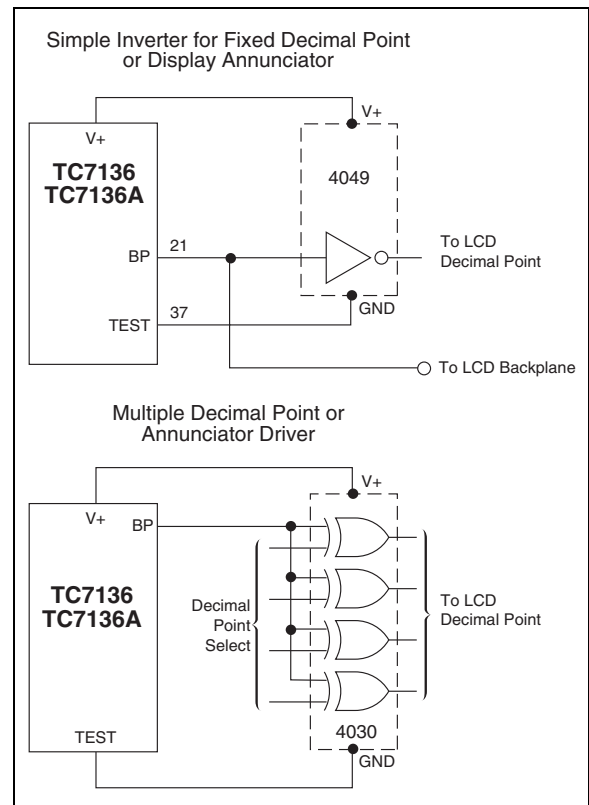 Simple Inverter for Fixed Decimal Point
or Display Annunciator
V+
V+
TC7136
TC7136A
4049
BP
21
To LCD
Decimal Point
TEST
37
GND
To LCD Backplane
Multiple Decimal Point or
Annunciator Driver
V+
V+
BP
TC7136
TC7136A
Decimal
Point
Select
To LCD
Decimal Point
TEST
4030
GND